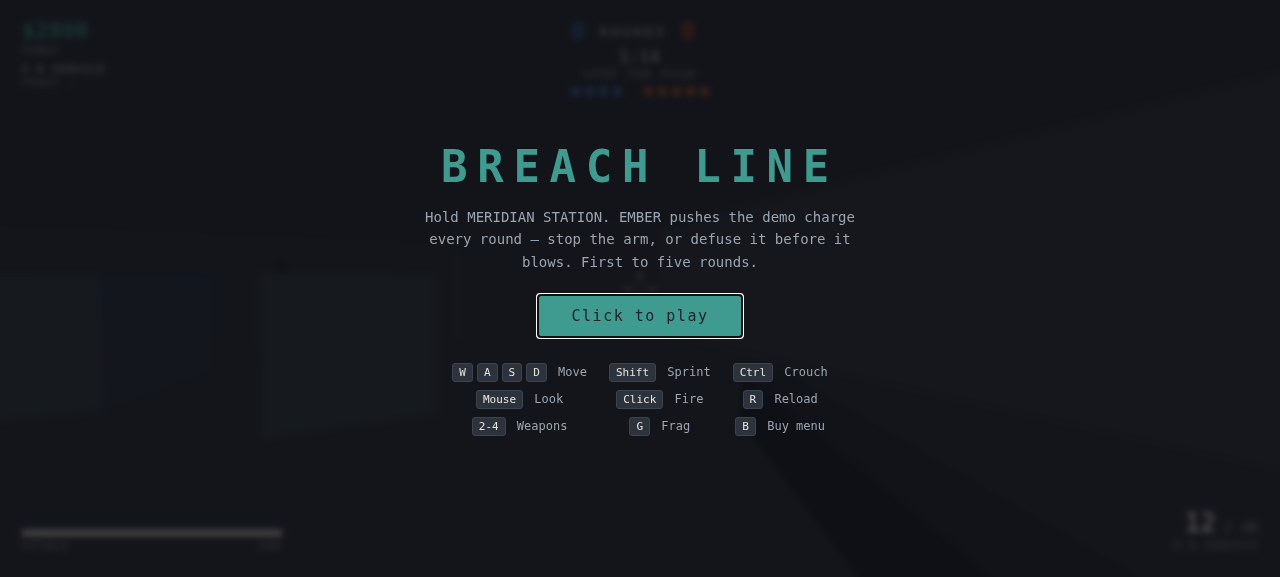 $2800
BREACH LINE
Hold MERIDIAN STATION. EMBER pushes the demo charge
every round — stop the arm, or defuse it before it
blows. First to five rounds.
Click to play
W A S D Move Shift Sprint Ctrl Crouch
Mouse Look Click Fire R Reload
2-4 Weapons G Frag B Buy menu
12